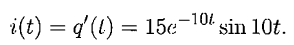 i(t) = q′(t) = 15e^{−10t} sin 10t.